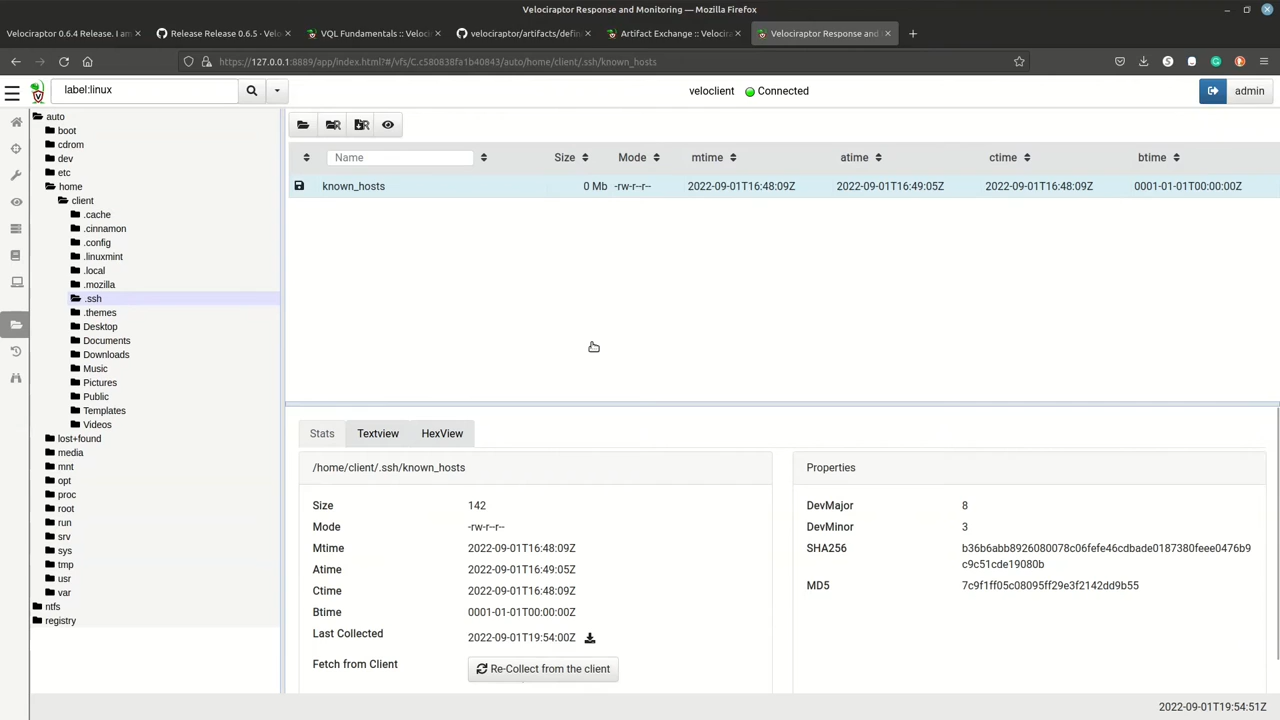 Velociraptor Response and Monitoring — Mozilla Firefox
Velociraptor 0.6.4 Release. I am
Release Release 0.6.5 · Velo
VQL Fundamentals :: Velocir
velociraptor/artifacts/defin
Artifact Exchange :: Velocira
Velociraptor Response and
https://127.0.0.1:8889/app/index.html?#/vfs/C.c580838fa1b40843/auto/home/client/.ssh/known_hosts
label:linux
veloclient
Connected
admin
auto
boot
cdrom
dev
etc
home
client
.cache
.cinnamon
.config
.linuxmint
.local
.mozilla
.ssh
.themes
Desktop
Documents
Downloads
Music
Pictures
Public
Templates
Videos
lost+found
media
mnt
opt
proc
root
run
srv
sys
tmp
usr
var
ntfs
registry
Name Size Mode mtime atime ctime btime
known_hosts 0 Mb -rw-r--r-- 2022-09-01T16:48:09Z 2022-09-01T16:49:05Z 2022-09-01T16:48:09Z 0001-01-01T00:00:00Z
Stats Textview HexView
/home/client/.ssh/known_hosts
Size 142
Mode -rw-r--r--
Mtime 2022-09-01T16:48:09Z
Atime 2022-09-01T16:49:05Z
Ctime 2022-09-01T16:48:09Z
Btime 0001-01-01T00:00:00Z
Last Collected 2022-09-01T19:54:00Z
Fetch from Client Re-Collect from the client
Properties
DevMajor 8
DevMinor 3
SHA256 b36b6abb8926080078c06fefe46cdbade0187380feee0476b9
c9c51cde19080b
MD5 7c9f1ff05c08095ff29e3f2142dd9b55
2022-09-01T19:54:51Z